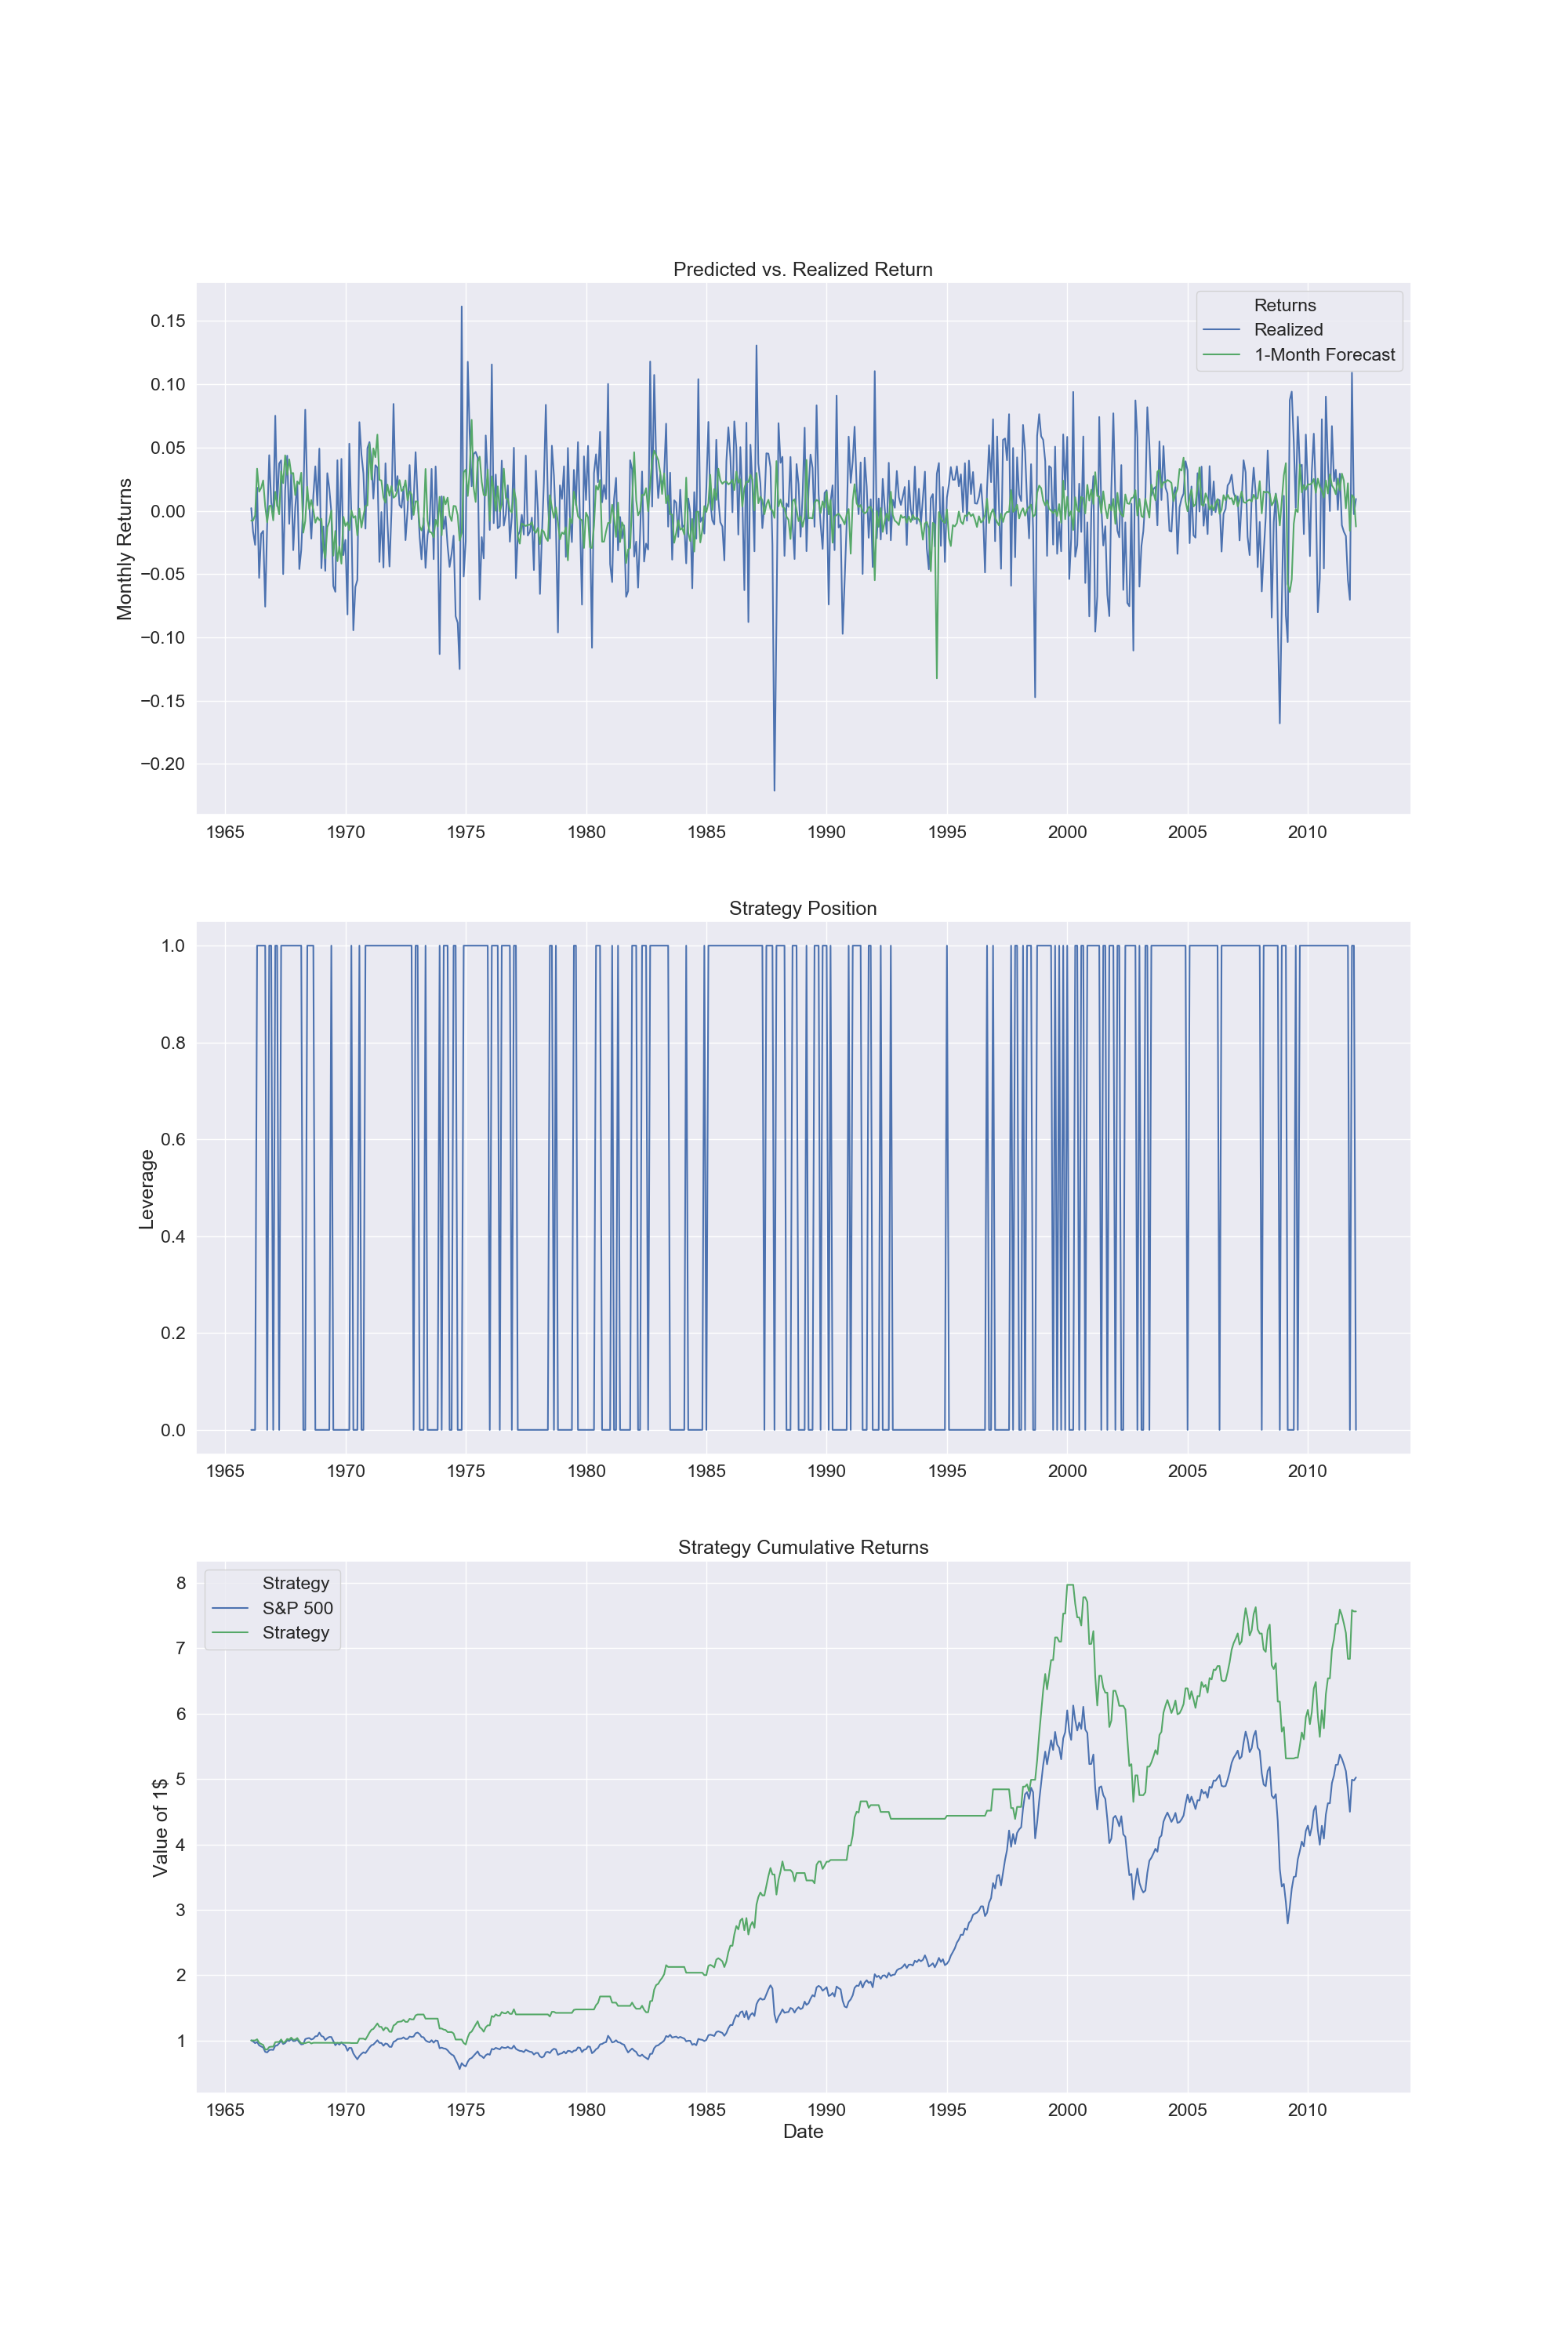 Predicted vs. Realized Return
Returns
Realized
1-Month Forecast
Monthly Returns
0.15
0.10
0.05
0.00
−0.05
−0.10
−0.15
−0.20
1965 1970 1975 1980 1985 1990 1995 2000 2005 2010
Strategy Position
Leverage
1.0
0.8
0.6
0.4
0.2
0.0
1965 1970 1975 1980 1985 1990 1995 2000 2005 2010
Strategy Cumulative Returns
Strategy
S&P 500
Strategy
Value of 1$
8
7
6
5
4
3
2
1
1965 1970 1975 1980 1985 1990 1995 2000 2005 2010
Date